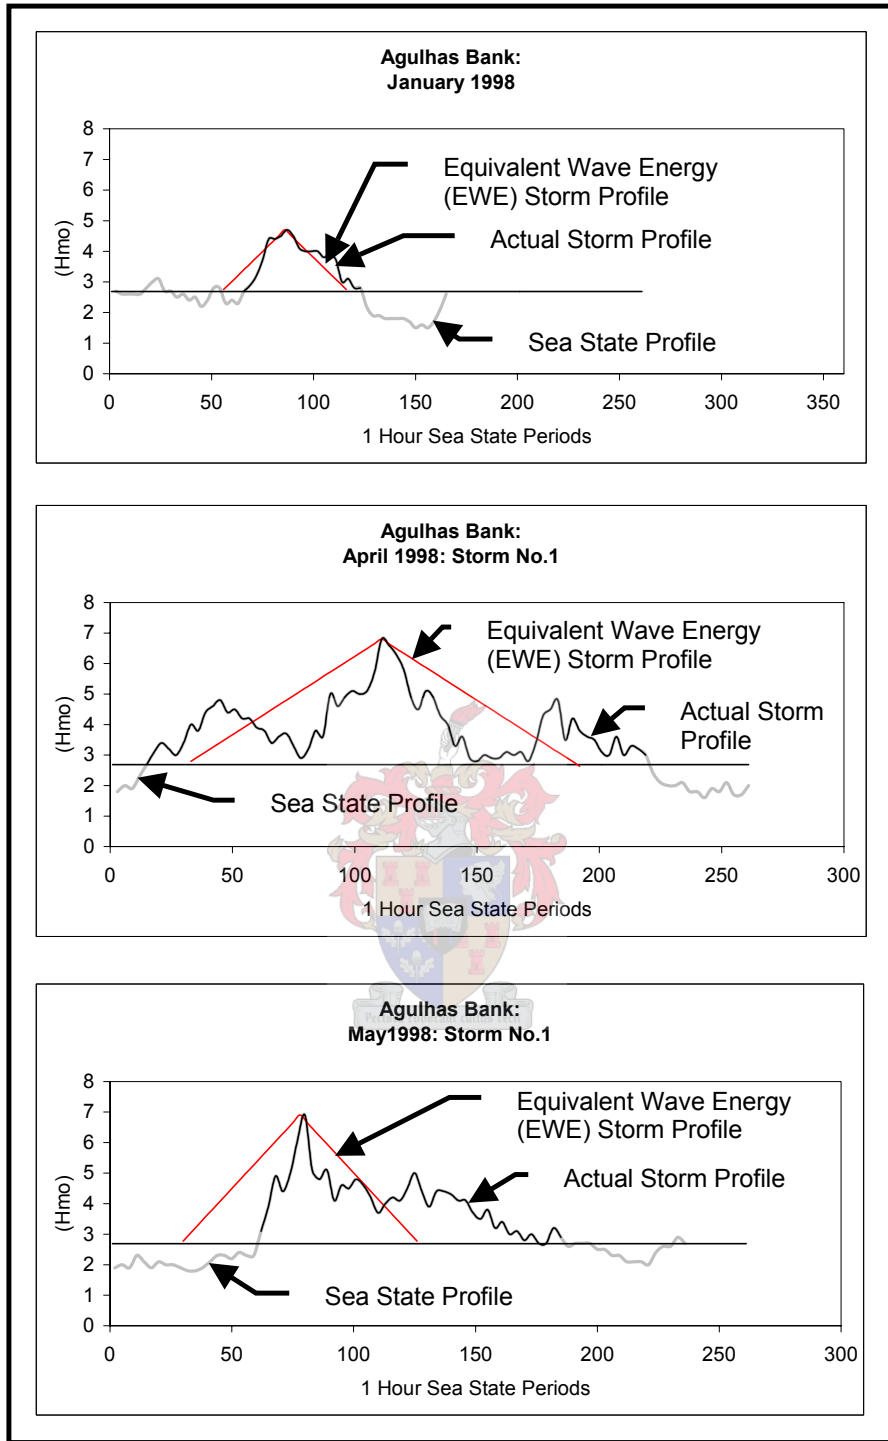 Agulhas Bank:
January 1998
8
7
6
5
4
3
2
1
0
(Hmo)
Equivalent Wave Energy
(EWE) Storm Profile
Actual Storm Profile
Sea State Profile
0 50 100 150 200 250 300 350
1 Hour Sea State Periods
Agulhas Bank:
April 1998: Storm No.1
8
7
6
5
4
3
2
1
0
(Hmo)
Equivalent Wave Energy
(EWE) Storm Profile
Actual Storm
Profile
Sea State Profile
0 50 100 150 200 250 300
1 Hour Sea State Periods
Agulhas Bank:
May1998: Storm No.1
8
7
6
5
4
3
2
1
0
(Hmo)
Equivalent Wave Energy
(EWE) Storm Profile
Actual Storm Profile
Sea State Profile
0 50 100 150 200 250 300
1 Hour Sea State Periods